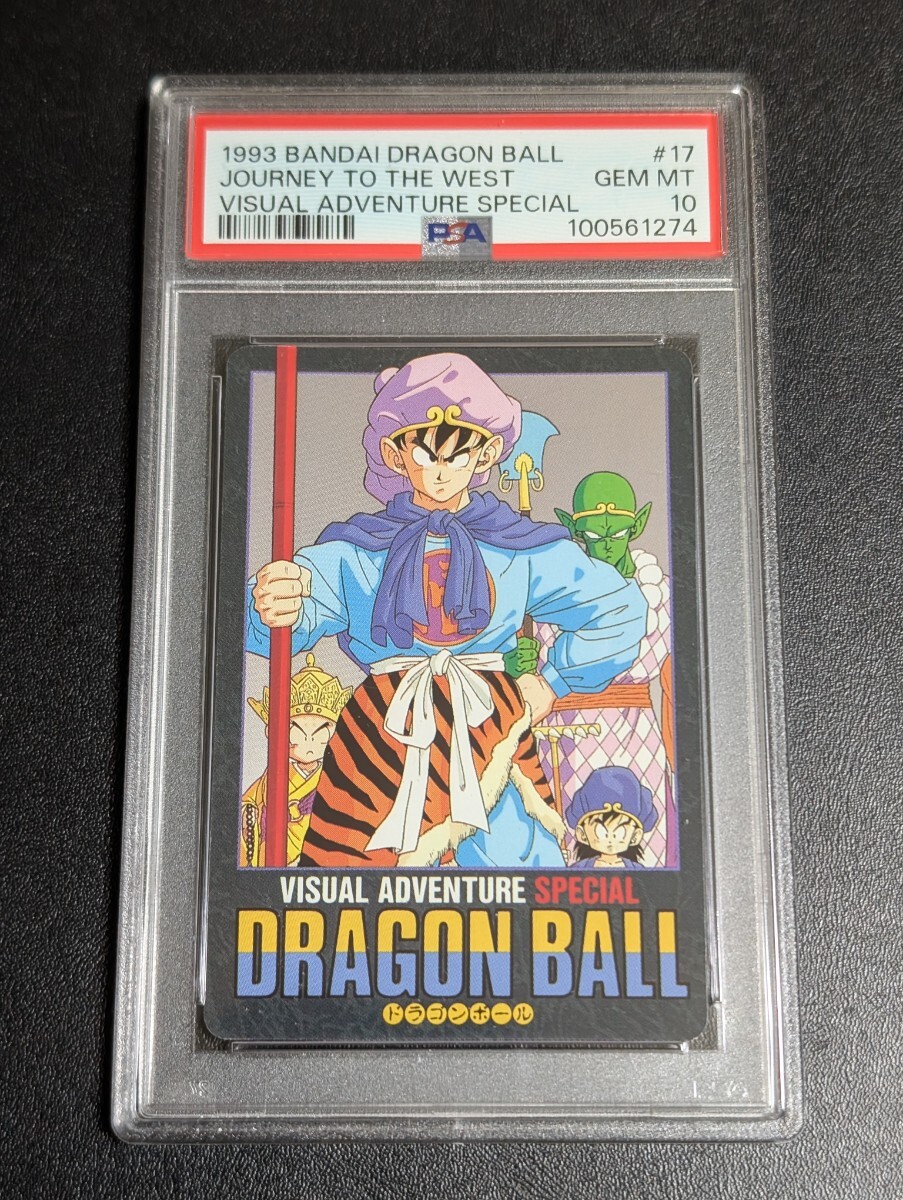 1993 BANDAI DRAGON BALL #17
JOURNEY TO THE WEST GEM MT
VISUAL ADVENTURE SPECIAL 10
PSA 100561274
VISUAL ADVENTURE SPECIAL
DRAGON BALL
ドラゴンボール